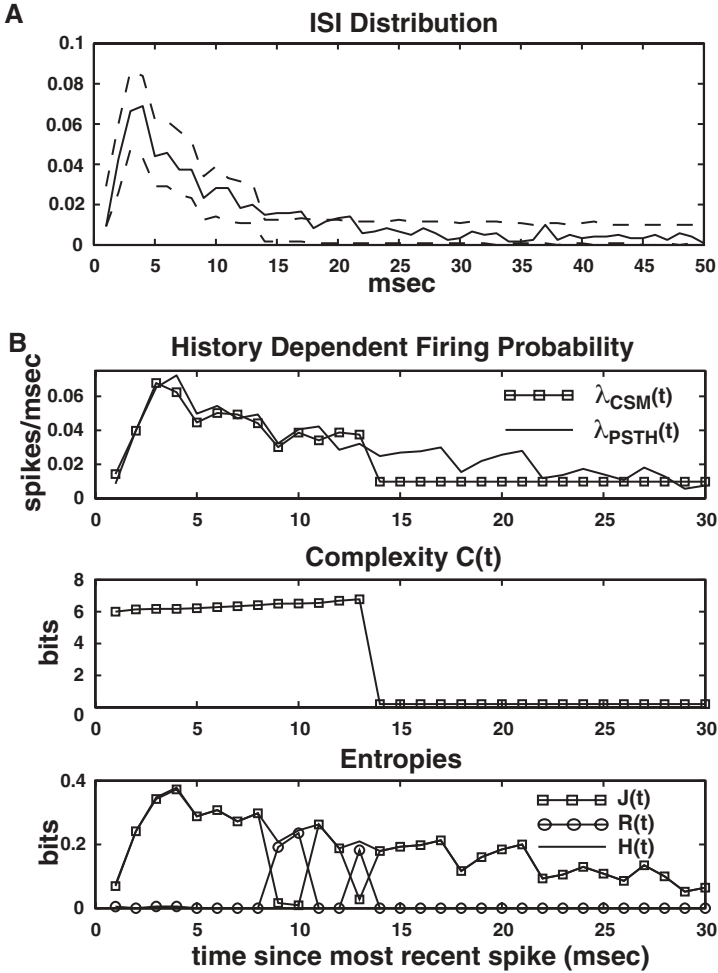 A
ISI Distribution
0.1
0.08
0.06
0.04
0.02
0
0 5 10 15 20 25 30 35 40 45 50
msec
B
History Dependent Firing Probability
spikes/msec
0.06
0.04
0.02
0
λCSM(t)
λPSTH(t)
0 5 10 15 20 25 30
Complexity C(t)
bits
8
6
4
2
0
0 5 10 15 20 25 30
Entropies
bits
0.4
0.2
0
J(t)
R(t)
H(t)
0 5 10 15 20 25 30
time since most recent spike (msec)